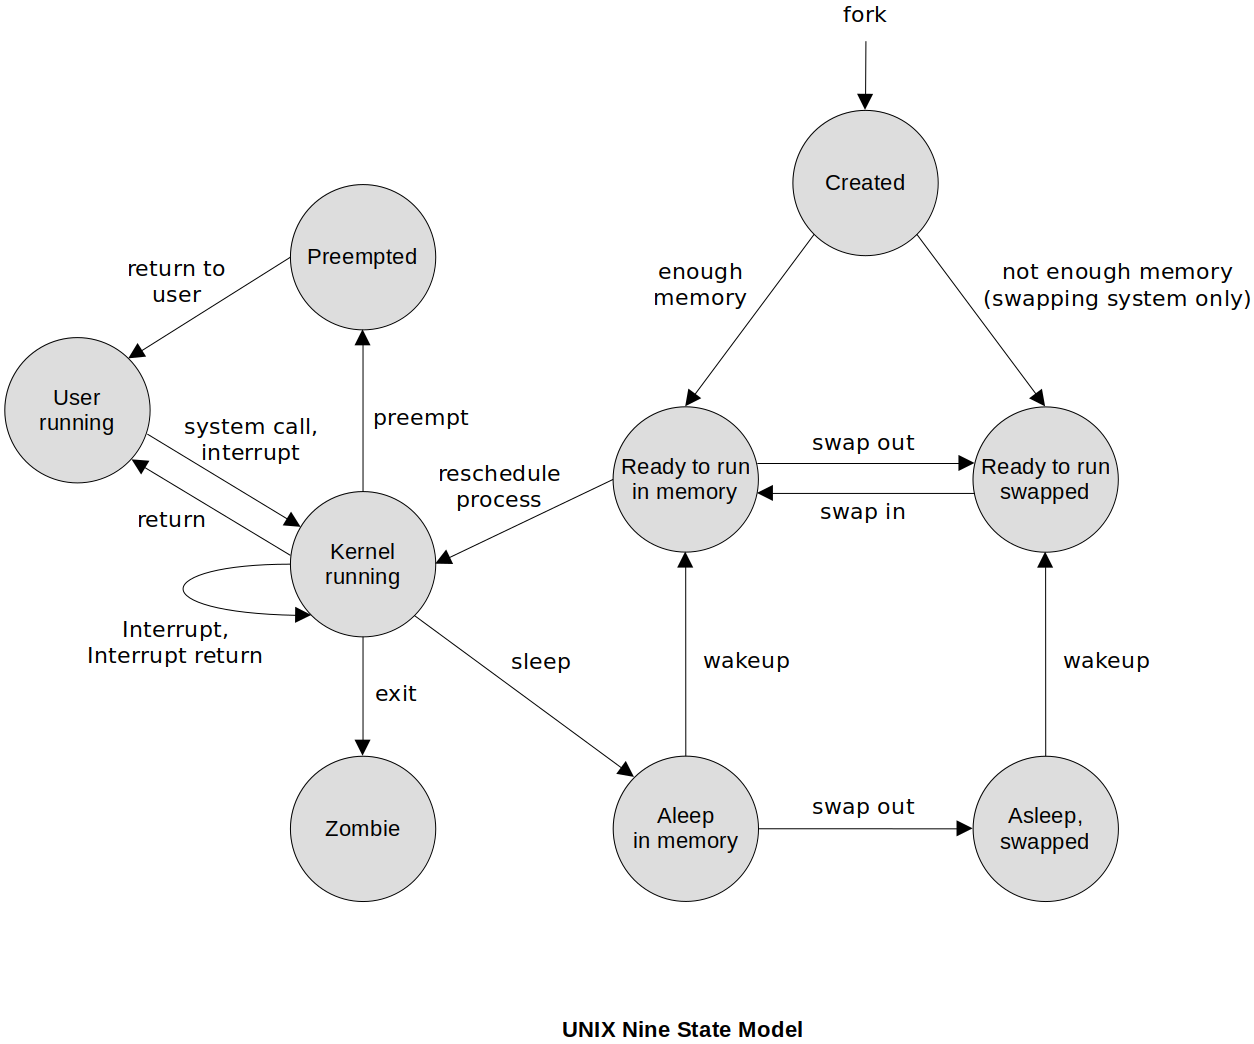 fork
Created
Preempted
return to
user
enough
memory
not enough memory
(swapping system only)
User
running
system call,
interrupt
preempt
return
reschedule
process
Ready to run
in memory
swap out
swap in
Ready to run
swapped
Kernel
running
Interrupt,
Interrupt return
sleep
wakeup
wakeup
exit
Zombie
Aleep
in memory
swap out
Asleep,
swapped
UNIX Nine State Model